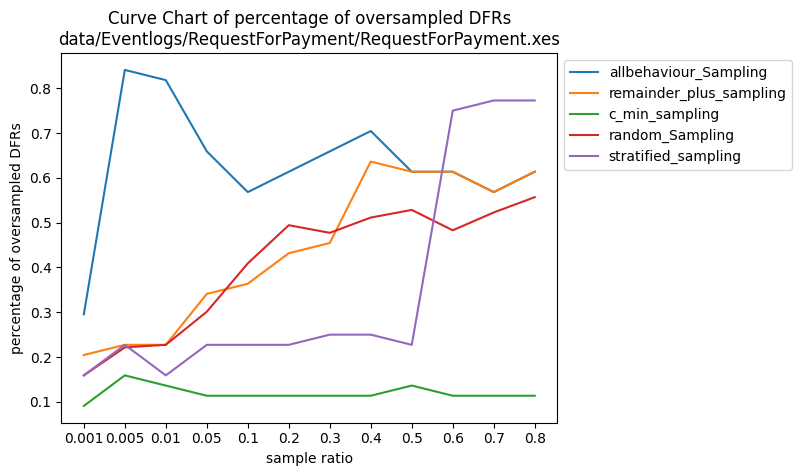 Curve Chart of percentage of oversampled DFRs
data/Eventlogs/RequestForPayment/RequestForPayment.xes
allbehaviour_Sampling
remainder_plus_sampling
c_min_sampling
random_Sampling
stratified_sampling
percentage of oversampled DFRs
0.8
0.7
0.6
0.5
0.4
0.3
0.2
0.1
0.001 0.005 0.01 0.05 0.1 0.2 0.3 0.4 0.5 0.6 0.7 0.8
sample ratio